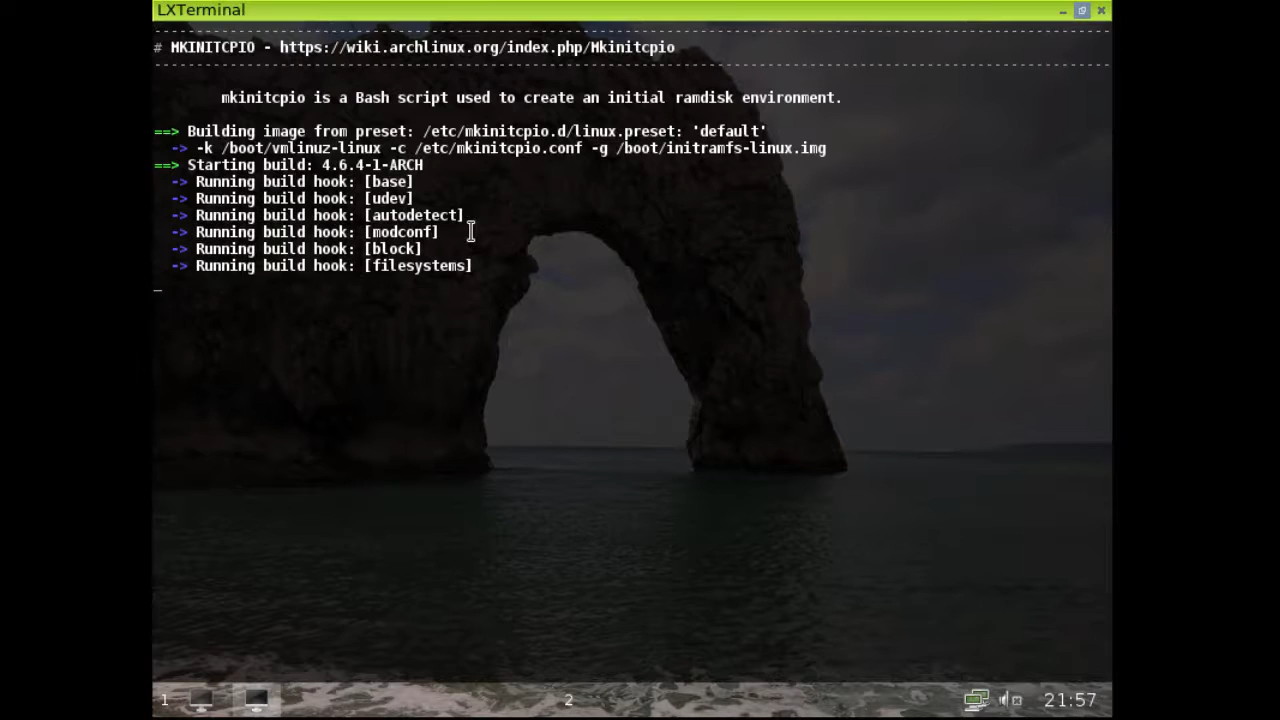 LXTerminal
--------------------------------------------------------------------------------
# MKINITCPIO - https://wiki.archlinux.org/index.php/Mkinitcpio
--------------------------------------------------------------------------------
mkinitcpio is a Bash script used to create an initial ramdisk environment.
==> Building image from preset: /etc/mkinitcpio.d/linux.preset: 'default'
-> -k /boot/vmlinuz-linux -c /etc/mkinitcpio.conf -g /boot/initramfs-linux.img
==> Starting build: 4.6.4-1-ARCH
-> Running build hook: [base]
-> Running build hook: [udev]
-> Running build hook: [autodetect]
-> Running build hook: [modconf]
-> Running build hook: [block]
-> Running build hook: [filesystems]
_
1 2 21:57